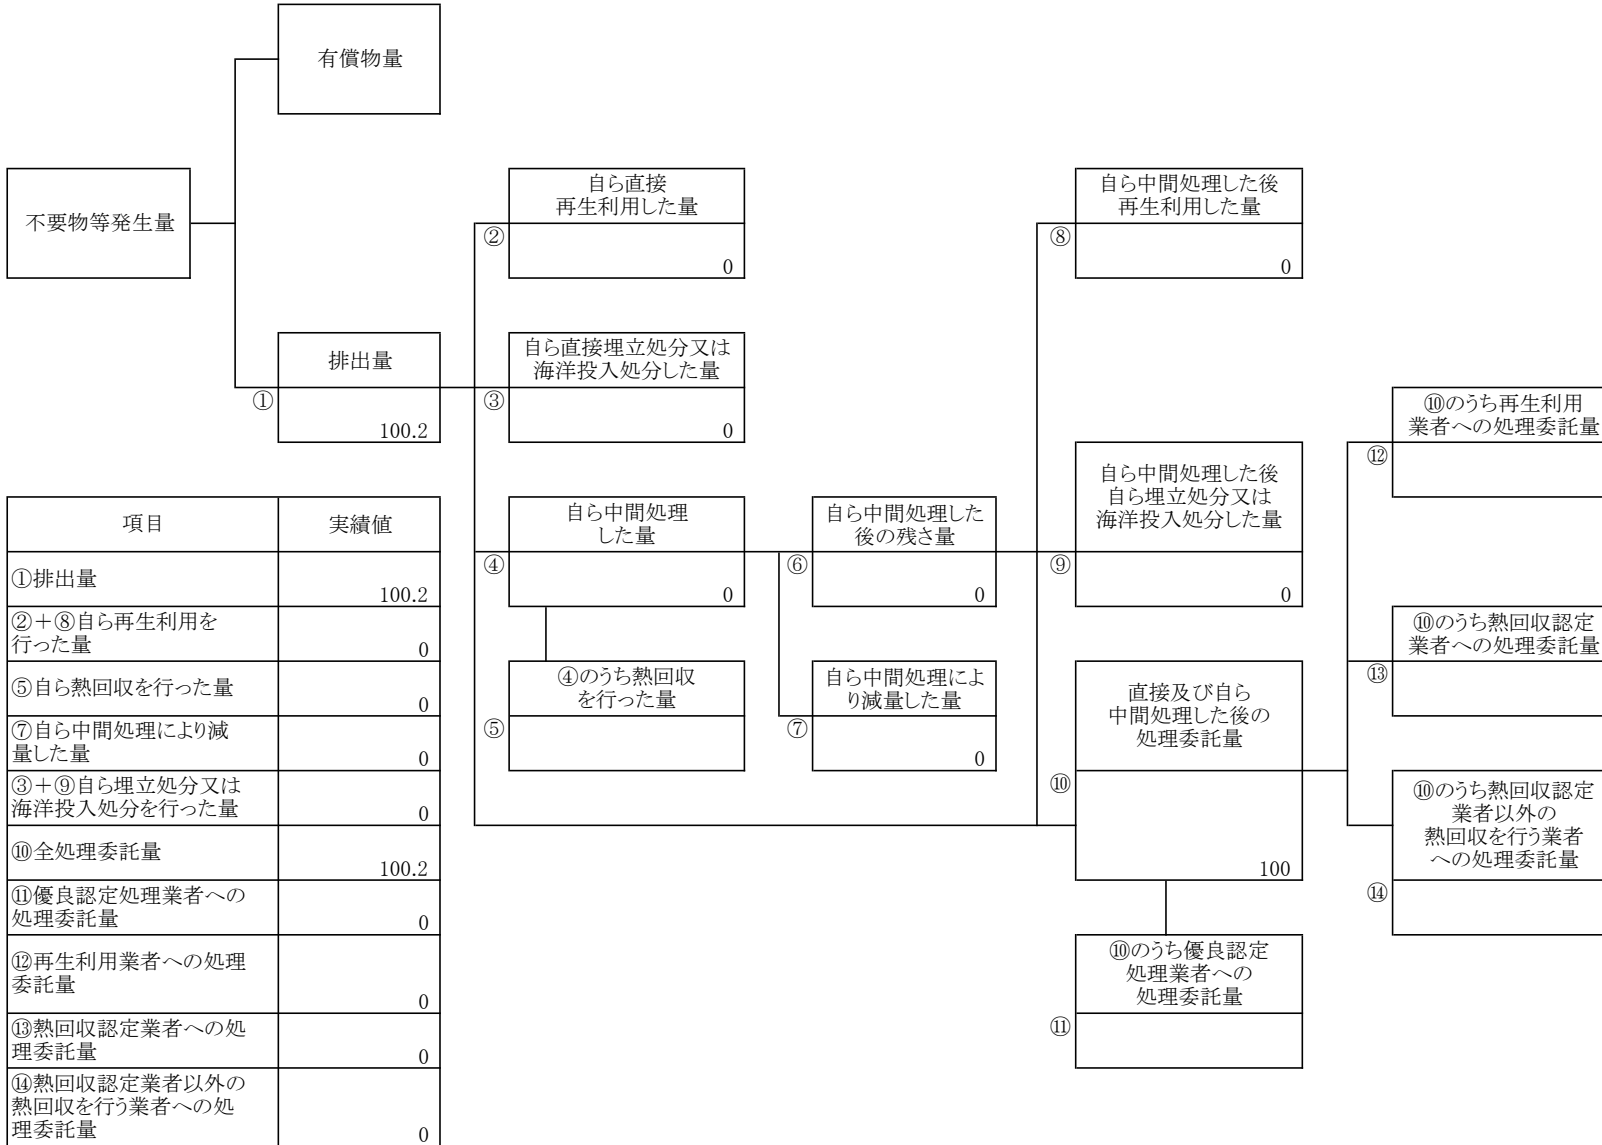 有償物量
不要物等発生量
自ら直接
再生利用した量
②
0
自ら中間処理した後
再生利用した量
⑧
0
排出量
①
100.2
自ら直接埋立処分又は
海洋投入処分した量
③
0
⑩のうち再生利用
業者への処理委託量
⑫
自ら中間処理
した量
④
0
自ら中間処理した
後の残さ量
⑥
0
自ら中間処理した後
自ら埋立処分又は
海洋投入処分した量
⑨
0
⑩のうち熱回収認定
業者への処理委託量
⑬
④のうち熱回収
を行った量
⑤
自ら中間処理によ
り減量した量
⑦
0
直接及び自ら
中間処理した後の
処理委託量
⑩
100
⑩のうち熱回収認定
業者以外の
熱回収を行う業者
への処理委託量
⑭
⑩のうち優良認定
処理業者への
処理委託量
⑪
項目
実績値
①排出量
100.2
②+⑧自ら再生利用を
行った量
0
⑤自ら熱回収を行った量
0
⑦自ら中間処理により減
量した量
0
③+⑨自ら埋立処分又は
海洋投入処分を行った量
0
⑩全処理委託量
100.2
⑪優良認定処理業者への
処理委託量
0
⑫再生利用業者への処理
委託量
0
⑬熱回収認定業者への処
理委託量
0
⑭熱回収認定業者以外の
熱回収を行う業者への処
理委託量
0